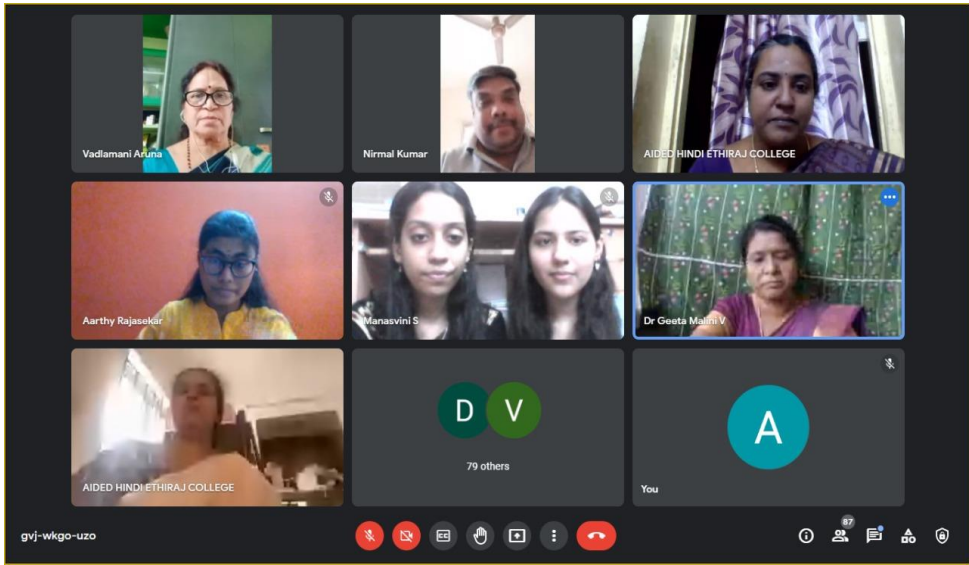 Vadlamani Aruna
Nirmal Kumar
AIDED HINDI ETHIRAJ COLLEGE
Aarthy Rajasekar
Manasvini S
Dr Geeta Malini V
AIDED HINDI ETHIRAJ COLLEGE
D V
79 others
A
You
gvj-wkgo-uzo
CC
87